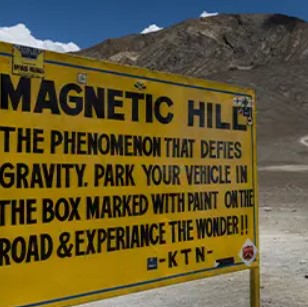 MAGNETIC HILL
THE PHENOMENON THAT DEFIES
GRAVITY. PARK YOUR VEHICLE IN
THE BOX MARKED WITH PAINT ON THE
ROAD & EXPERIANCE THE WONDER!!
-KTN-